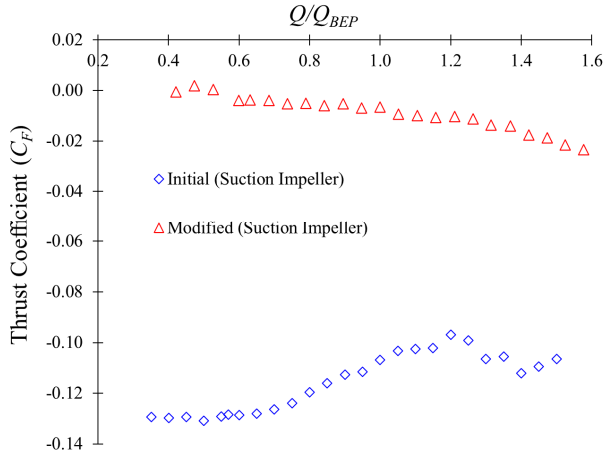 Q/Q_BEP
0.02
0.2 0.4 0.6 0.8 1.0 1.2 1.4 1.6
0.00
-0.02
-0.04
-0.06
-0.08
-0.10
-0.12
-0.14
Thrust Coefficient (C_F)
Initial (Suction Impeller)
Modified (Suction Impeller)